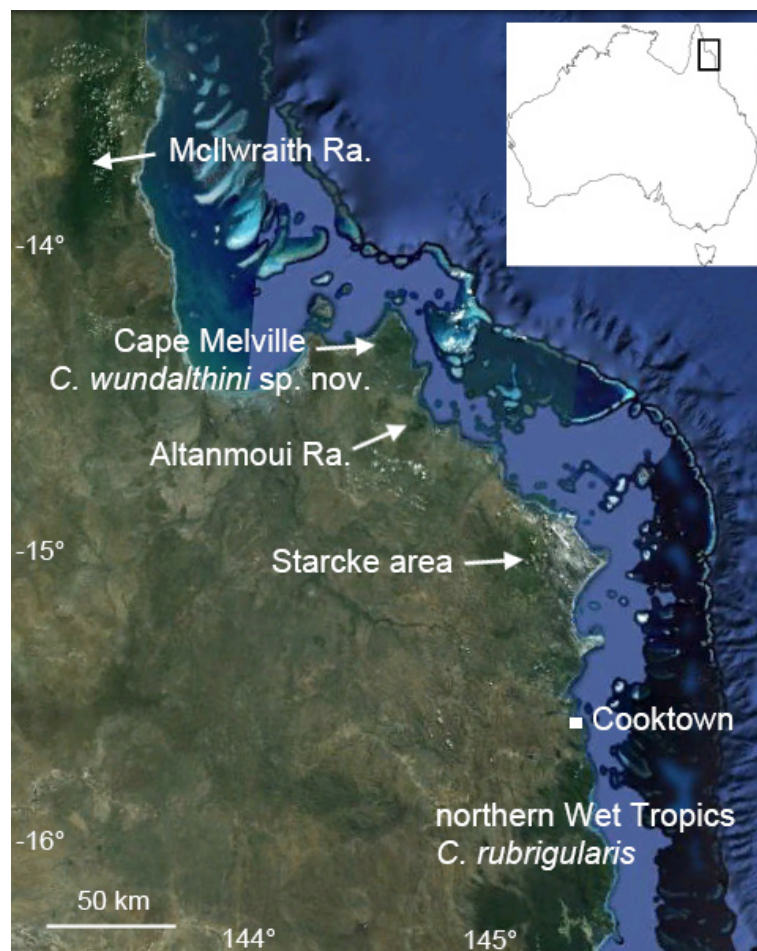 McIlwraith Ra.
-14°
Cape Melville
C. wundalthini sp. nov.
Altanmoui Ra.
-15°
Starcke area
Cooktown
northern Wet Tropics
C. rubrigularis
-16°
50 km
144°
145°